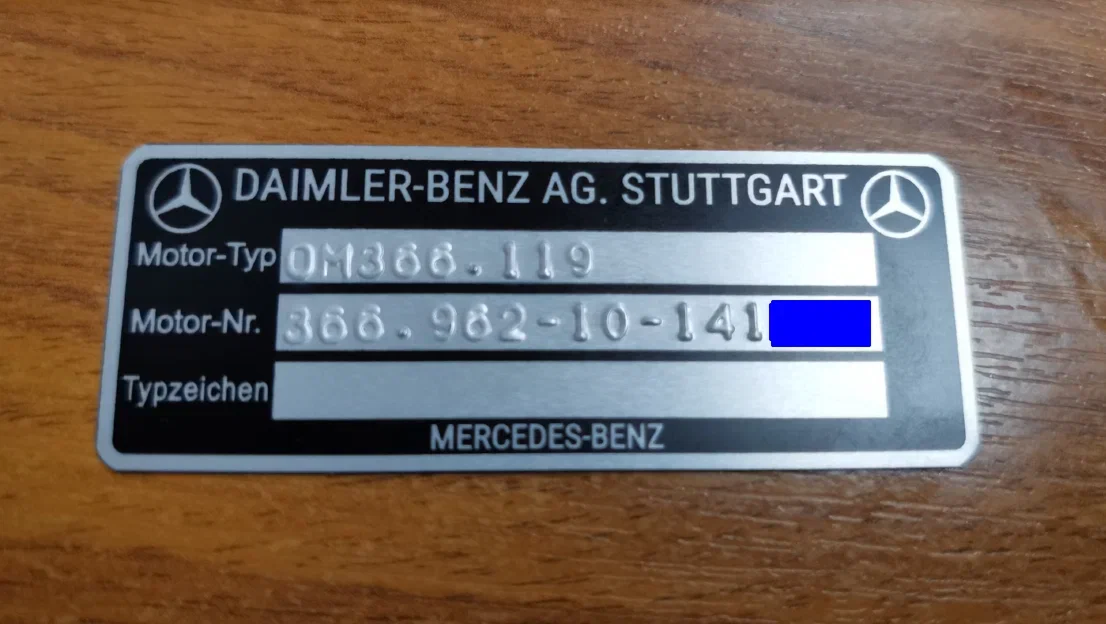 DAIMLER-BENZ AG. STUTTGART
Motor-Typ OM366.119
Motor-Nr. 366.962-10-141
Typzeichen
MERCEDES-BENZ